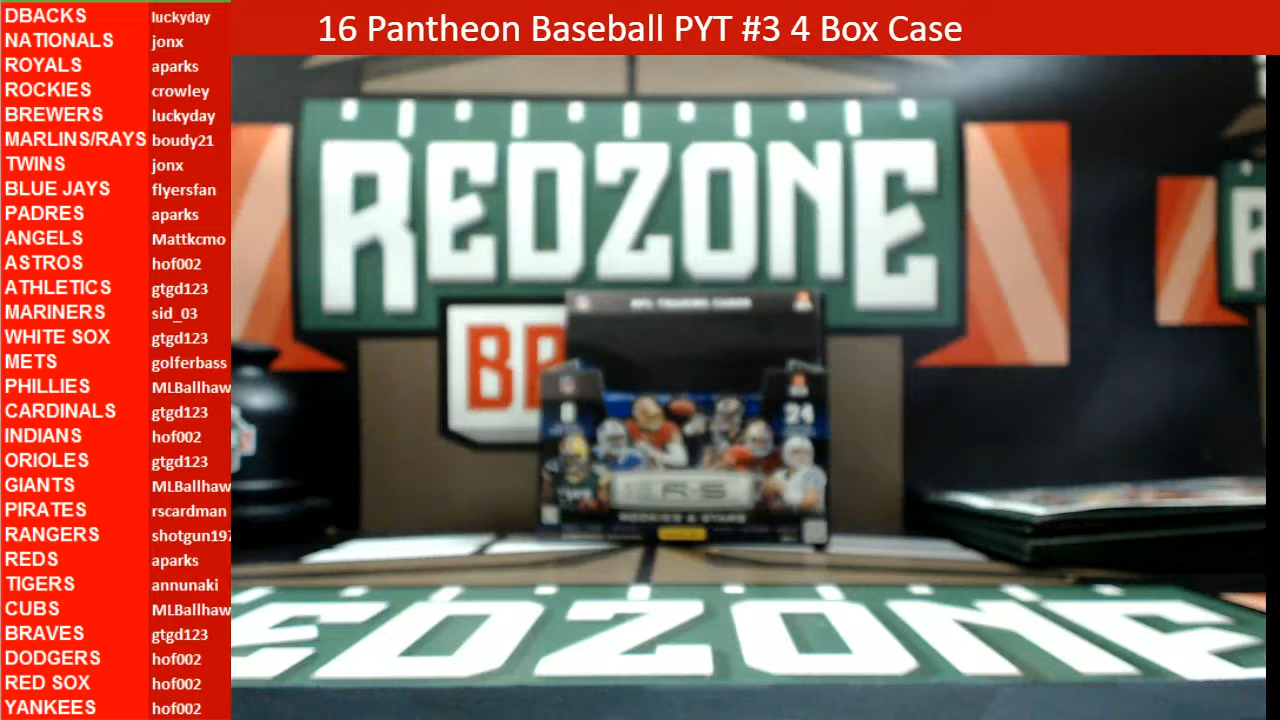 16 Pantheon Baseball PYT #3 4 Box Case
DBACKS luckyday
NATIONALS jonx
ROYALS aparks
ROCKIES crowley
BREWERS luckyday
MARLINS/RAYS boudy21
TWINS jonx
BLUE JAYS flyersfan
PADRES aparks
ANGELS Mattkcmo
ASTROS hof002
ATHLETICS gtgd123
MARINERS sid_03
WHITE SOX gtgd123
METS golferbass
PHILLIES MLBallhaw
CARDINALS gtgd123
INDIANS hof002
ORIOLES gtgd123
GIANTS MLBallhaw
PIRATES rscardman
RANGERS shotgun197
REDS aparks
TIGERS annunaki
CUBS MLBallhaw
BRAVES gtgd123
DODGERS hof002
RED SOX hof002
YANKEES hof002
REDZONE
NFL TRADING CARDS
8
24
R·S
ROOKIES & STARS
EDZONE